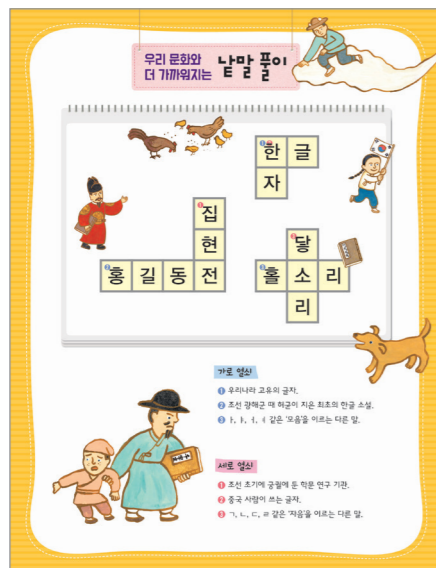 우리 문화와
더 가까워지는
낱말 풀이
한 글
자
집
현
홍 길 동 전
닿
홀 소 리
리
가로 열쇠
1 우리나라 고유의 글자.
2 조선 광해군 때 허균이 지은 최초의 한글 소설.
3 ㅏ, ㅑ, ㅓ, ㅕ 같은 '모음'을 이르는 다른 말.
세로 열쇠
1 조선 초기에 궁궐에 둔 학문 연구 기관.
2 중국 사람이 쓰는 글자.
3 ㄱ, ㄴ, ㄷ, ㄹ 같은 '자음'을 이르는 다른 말.